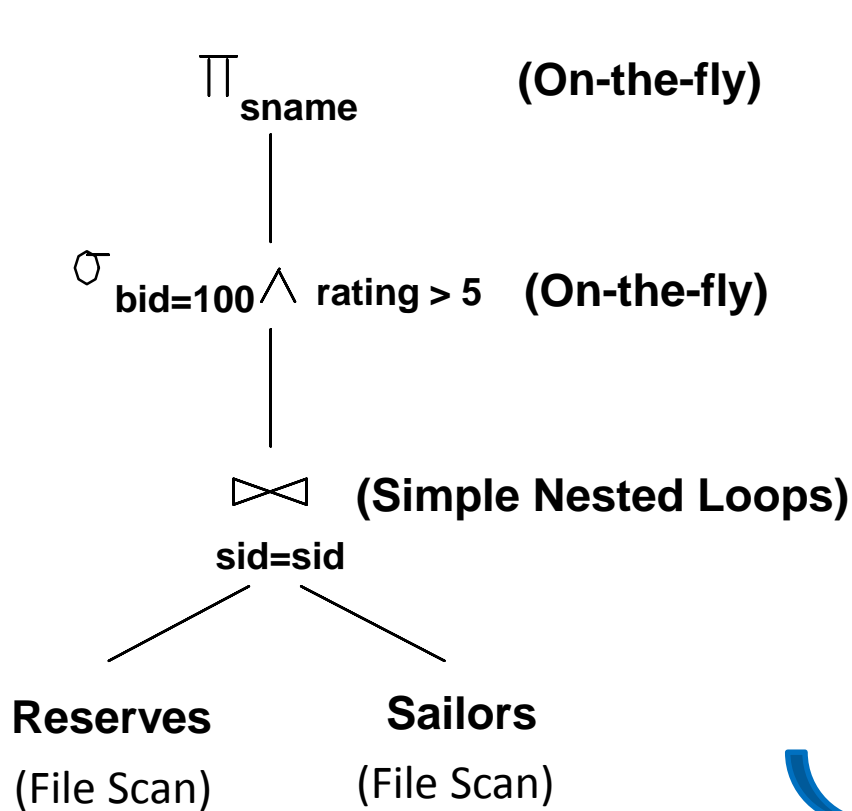 π sname (On-the-fly)
σ bid=100 ∧ rating > 5 (On-the-fly)
⋈ (Simple Nested Loops)
sid=sid
Reserves Sailors
(File Scan) (File Scan)